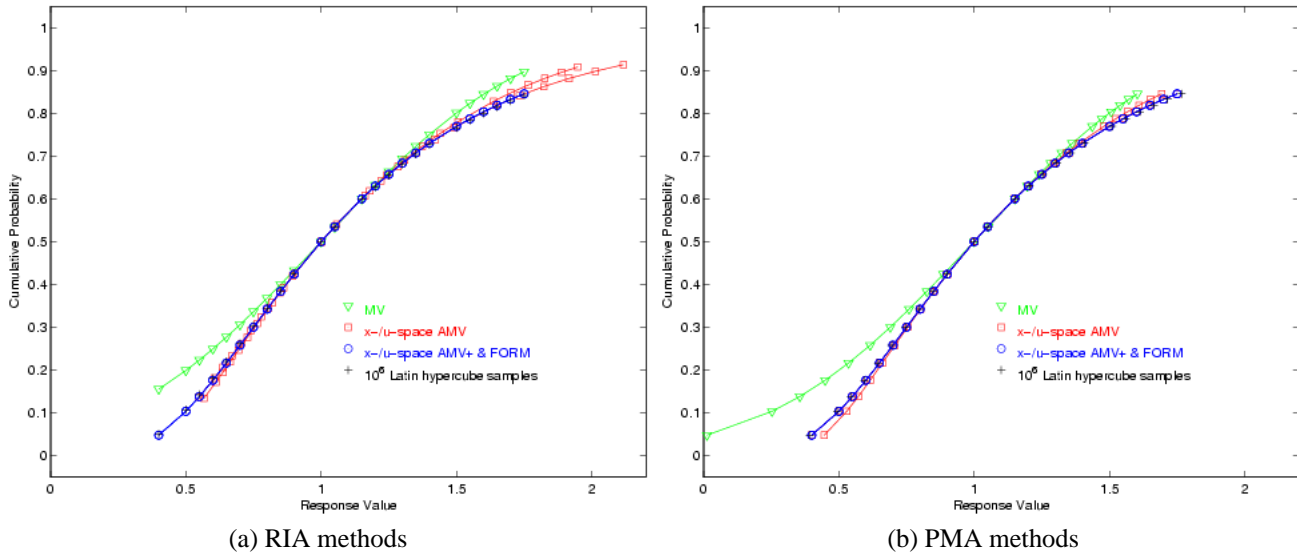 1
0.9
0.8
0.7
0.6
0.5
0.4
0.3
0.2
0.1
0
Cumulative Probability
MV
x-/u-space AMV
x-/u-space AMV+ & FORM
10⁶ Latin hypercube samples
0 0.5 1 1.5 2
Response Value
(a) RIA methods
1
0.9
0.8
0.7
0.6
0.5
0.4
0.3
0.2
0.1
0
Cumulative Probability
MV
x-/u-space AMV
x-/u-space AMV+ & FORM
10⁶ Latin hypercube samples
0 0.5 1 1.5 2
Response Value
(b) PMA methods